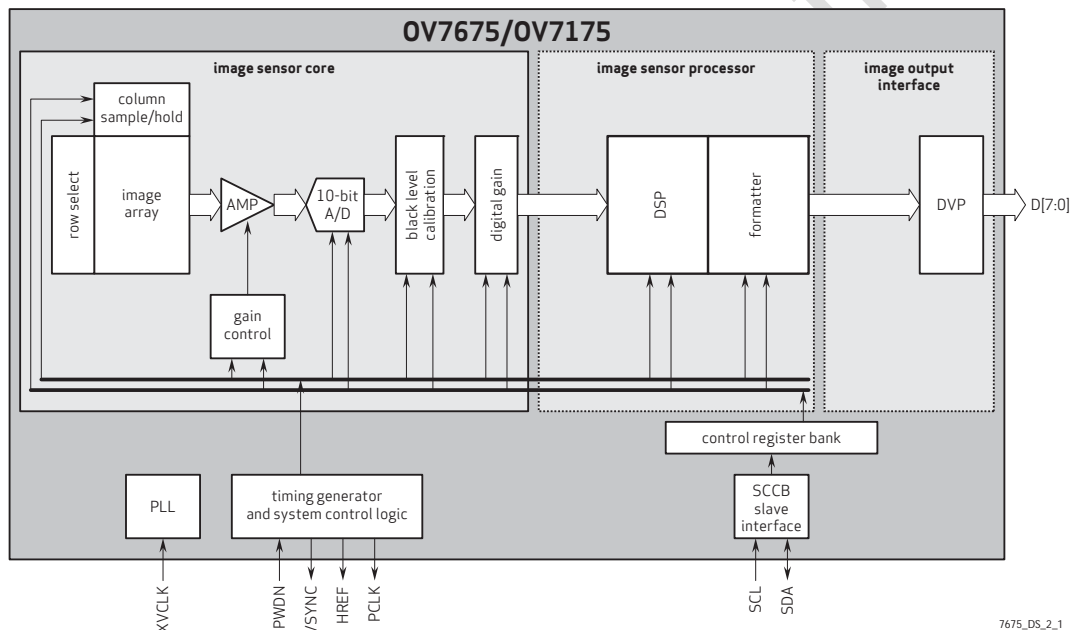 OV7675/OV7175
image sensor core
image sensor processor
image output
interface
column
sample/hold
row select
image
array
AMP
10-bit
A/D
black level
calibration
digital gain
DSP
formatter
DVP
D[7:0]
gain
control
control register bank
PLL
timing generator
and system control logic
SCCB
slave
interface
XVCLK
PWDN
VSYNC
HREF
PCLK
SCL
SDA
7675_DS_2_1